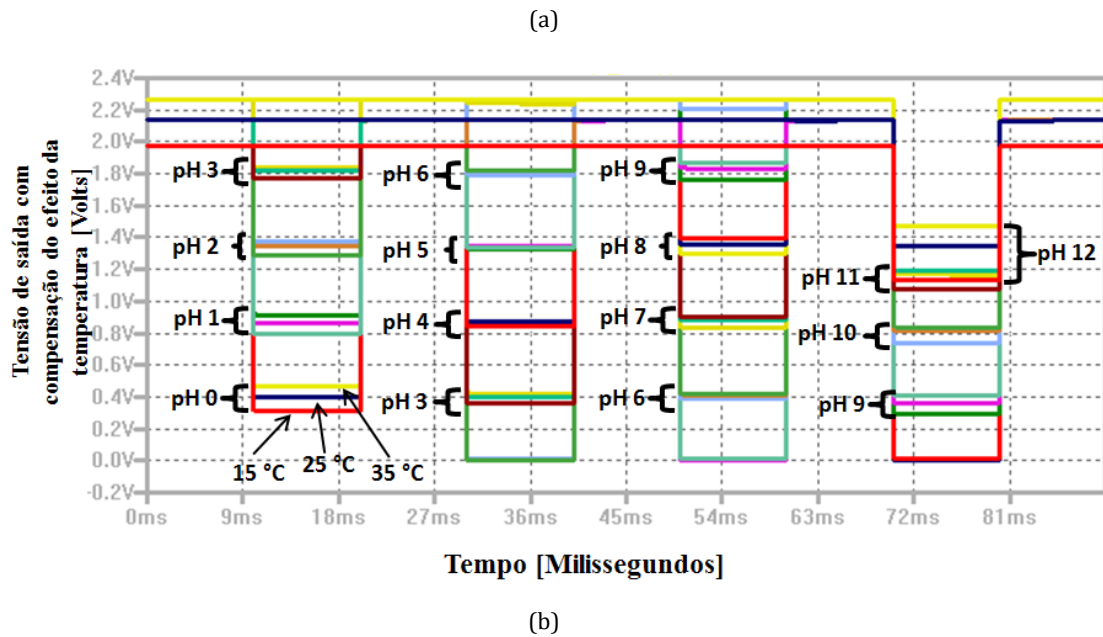 (a)
Tensão de saída com
compensação do efeito da
temperatura [Volts]
2.4V
2.2V
2.0V
1.8V
1.6V
1.4V
1.2V
1.0V
0.8V
0.6V
0.4V
0.2V
0.0V
-0.2V
pH 3
pH 2
pH 1
pH 0
15 °C
25 °C
35 °C
pH 6
pH 5
pH 4
pH 3
pH 9
pH 8
pH 7
pH 6
pH 12
pH 11
pH 10
pH 9
0ms
9ms
18ms
27ms
36ms
45ms
54ms
63ms
72ms
81ms
Tempo [Milissegundos]
(b)